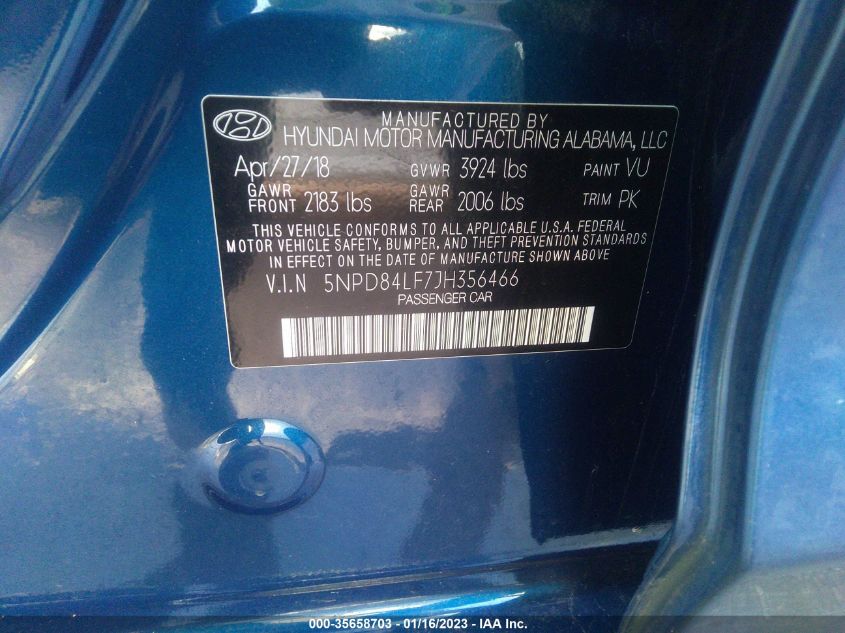 MANUFACTURED BY
HYUNDAI MOTOR MANUFACTURING ALABAMA, LLC
Apr/27/18 GVWR 3924 lbs PAINT VU
GAWR FRONT 2183 lbs GAWR REAR 2006 lbs TRIM PK
THIS VEHICLE CONFORMS TO ALL APPLICABLE U.S.A. FEDERAL
MOTOR VEHICLE SAFETY, BUMPER, AND THEFT PREVENTION STANDARDS
IN EFFECT ON THE DATE OF MANUFACTURE SHOWN ABOVE
V.I.N 5NPD84LF7JH356466
PASSENGER CAR
000-35658703 - 01/16/2023 - IAA Inc.